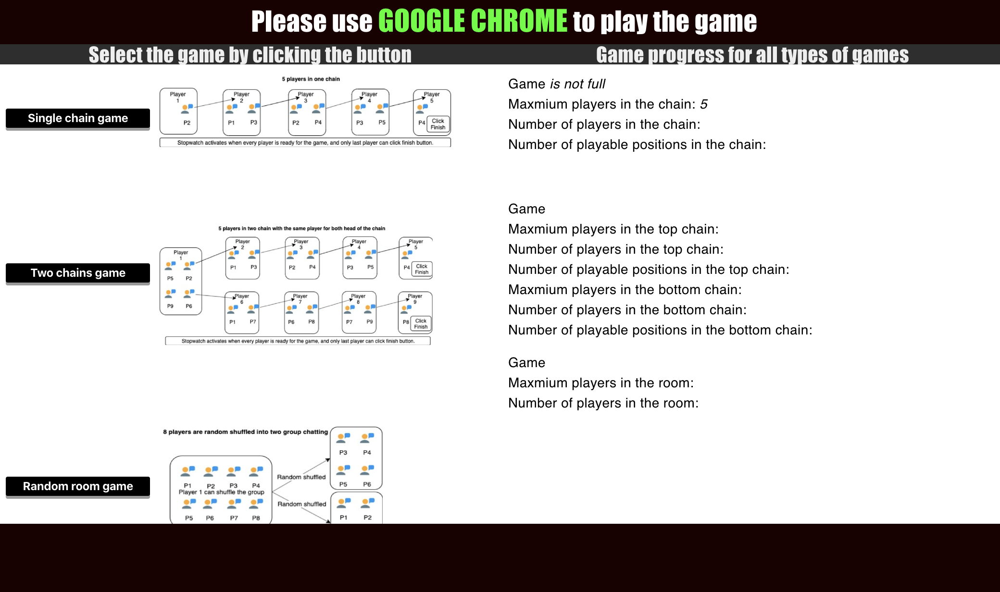 Please use GOOGLE CHROME to play the game
Select the game by clicking the button
Game progress for all types of games
Single chain game
5 players in one chain
Player 1
P2
Player 2
P1 P3
Player 3
P2 P4
Player 4
P3 P5
Player 5
P4
Click Finish
Stopwatch activates when every player is ready for the game, and only last player can click finish button.
Game is not full
Maxmium players in the chain: 5
Number of players in the chain:
Number of playable positions in the chain:
Two chains game
5 players in two chain with the same player for both head of the chain
Player 1
P5 P2
P9 P6
Player 2
P1 P3
Player 3
P2 P4
Player 4
P3 P5
Player 5
P4
Click Finish
Player 6
P1 P7
Player 7
P6 P8
Player 8
P7 P9
Player 9
P8
Click Finish
Stopwatch activates when every player is ready for the game, and only last player can click finish button.
Game
Maxmium players in the top chain:
Number of players in the top chain:
Number of playable positions in the top chain:
Maxmium players in the bottom chain:
Number of players in the bottom chain:
Number of playable positions in the bottom chain:
Game
Maxmium players in the room:
Number of players in the room:
Random room game
8 players are random shuffled into two group chatting
P1 P2 P3 P4
Player 1 can shuffle the group
P5 P6 P7 P8
Random shuffled
Random shuffled
P3 P4
P5 P6
P1 P2